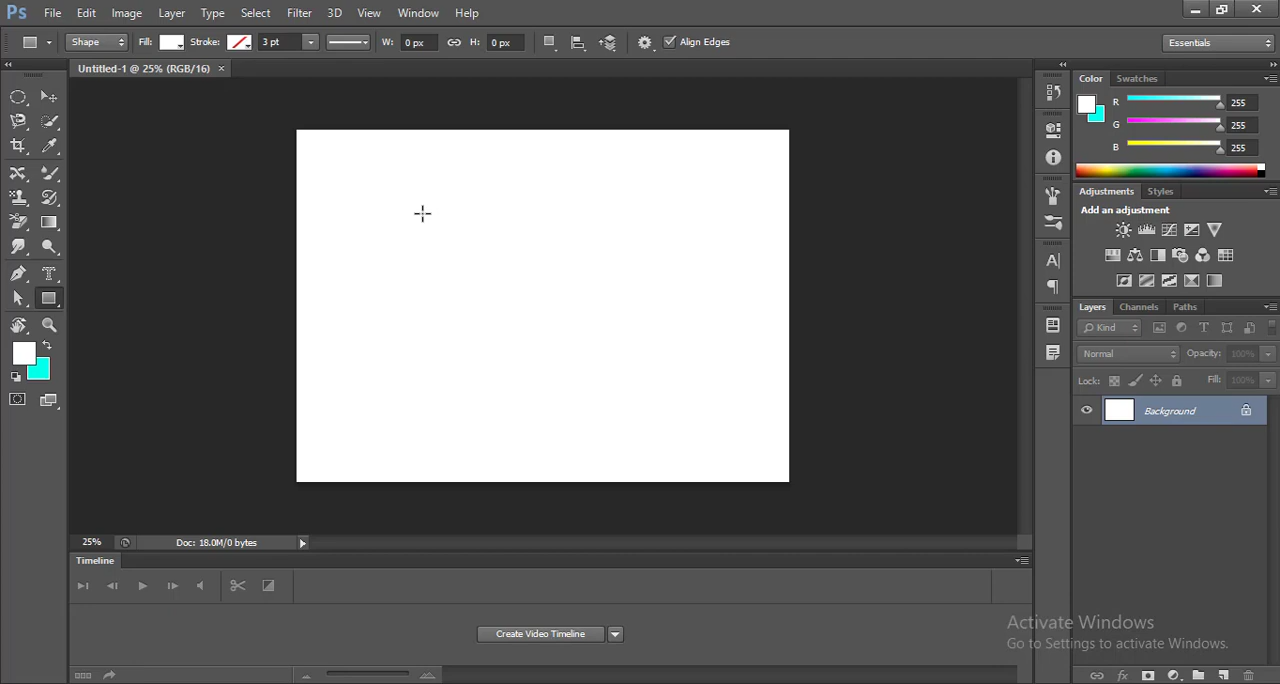 Ps File Edit Image Layer Type Select Filter 3D View Window Help
Shape Fill: Stroke: 3 pt W: 0 px H: 0 px Align Edges Essentials
Untitled-1 @ 25% (RGB/16) ×
Color Swatches
R 255
G 255
B 255
Adjustments Styles
Add an adjustment
Layers Channels Paths
Kind
Normal Opacity: 100%
Lock: Fill: 100%
Background
25% Doc: 18.0M/0 bytes
Timeline
Create Video Timeline
Activate Windows
Go to Settings to activate Windows.